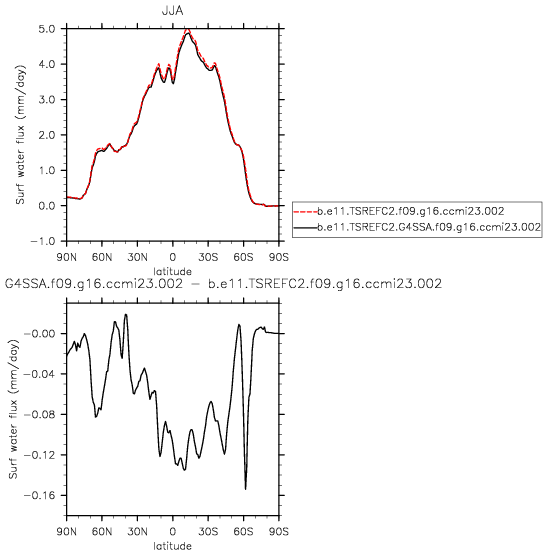 JJA
Surf water flux (mm/day)
5.0
4.0
3.0
2.0
1.0
0.0
-1.0
90N 60N 30N 0 30S 60S 90S
latitude
b.e11.TSREFC2.f09.g16.ccmi23.002
b.e11.TSREFC2.G4SSA.f09.g16.ccmi23.002
G4SSA.f09.g16.ccmi23.002 - b.e11.TSREFC2.f09.g16.ccmi23.002
Surf water flux (mm/day)
-0.00
-0.04
-0.08
-0.12
-0.16
90N 60N 30N 0 30S 60S 90S
latitude